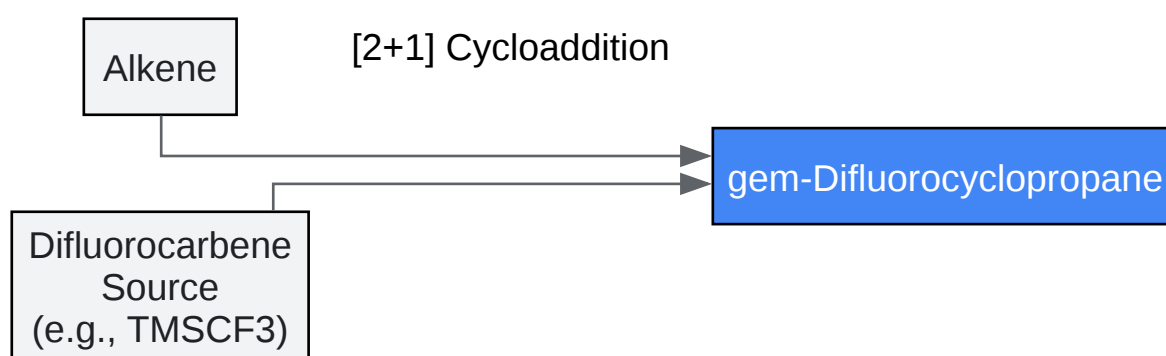 Alkene
[2+1] Cycloaddition
gem-Difluorocyclopropane
Difluorocarbene
Source
(e.g., TMSCF3)